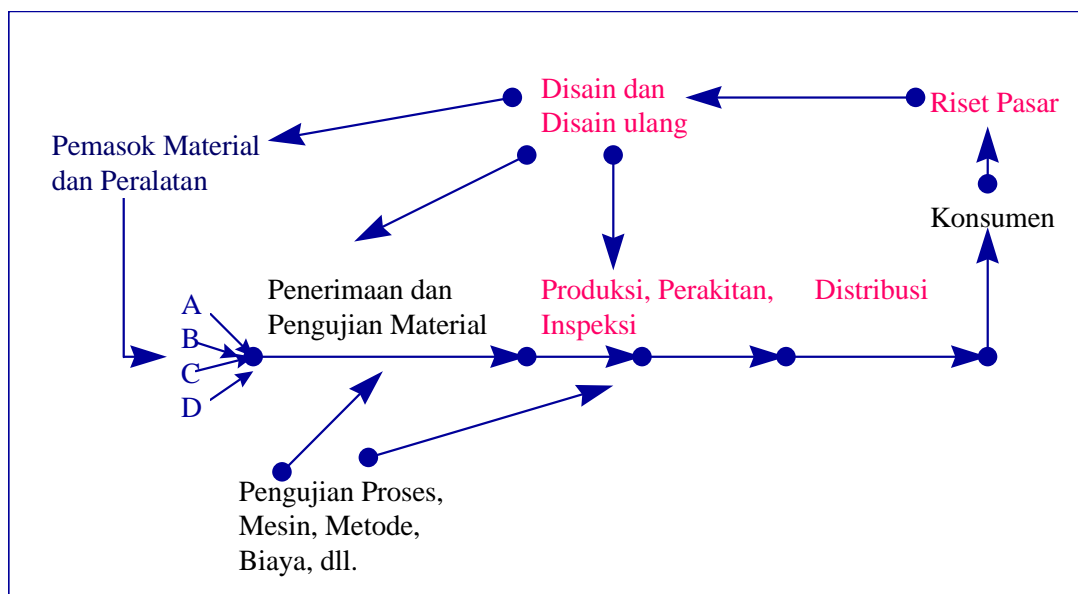 Disain dan
Disain ulang
Riset Pasar
Pemasok Material
dan Peralatan
Konsumen
Penerimaan dan
Pengujian Material
Produksi, Perakitan,
Inspeksi
Distribusi
A
B
C
D
Pengujian Proses,
Mesin, Metode,
Biaya, dll.